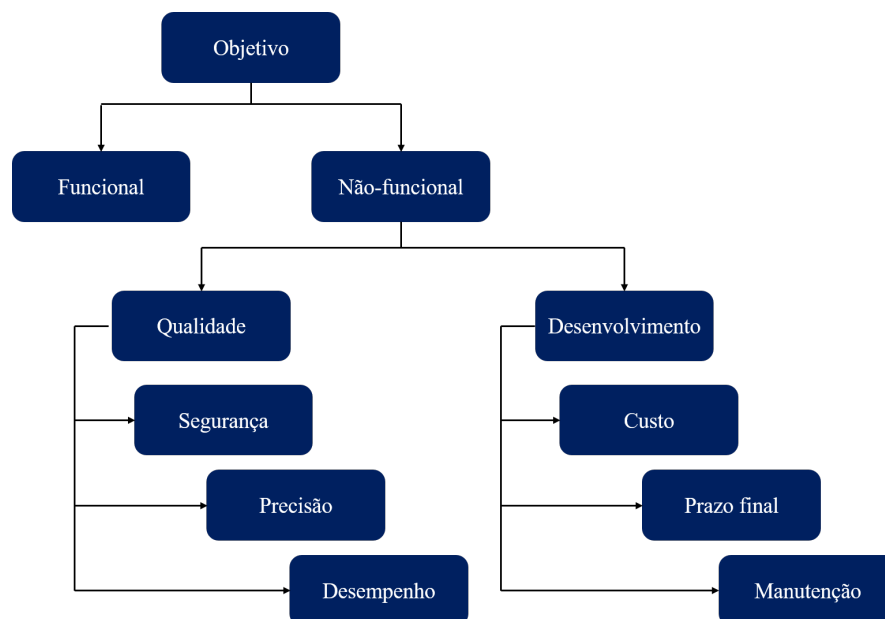 Objetivo
Funcional
Não-funcional
Qualidade
Desenvolvimento
Segurança
Custo
Precisão
Prazo final
Desempenho
Manutenção